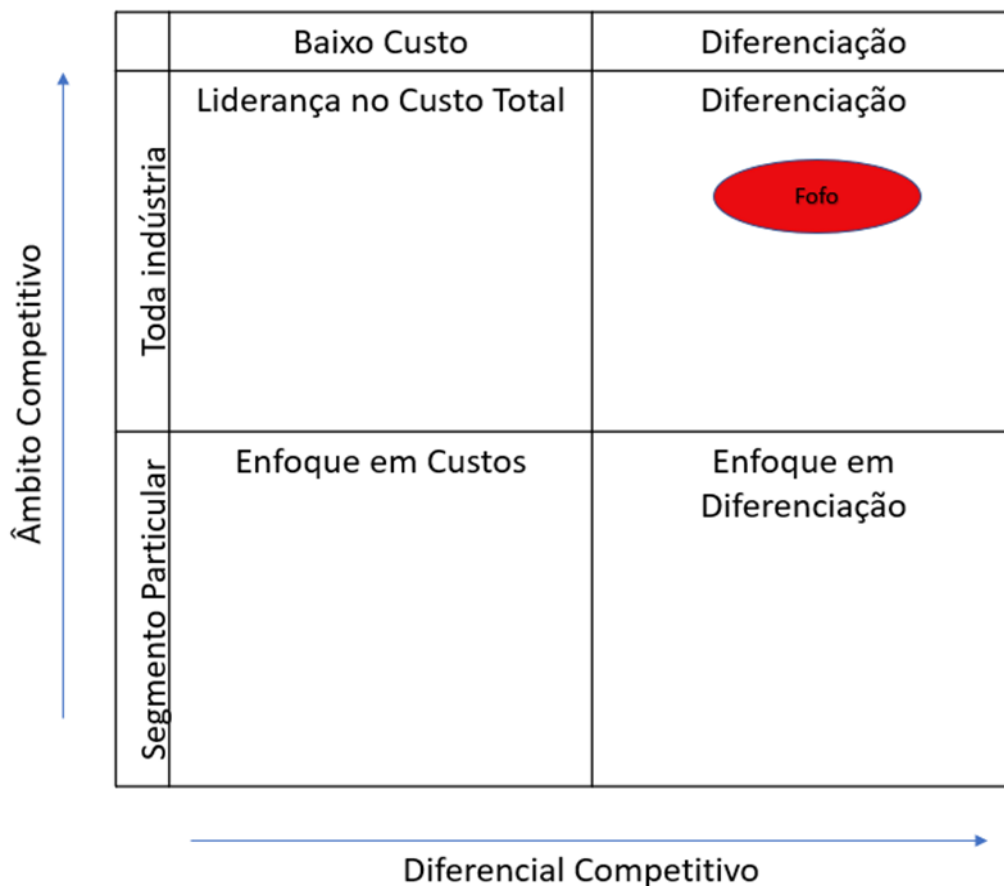 Baixo Custo
Diferenciação
Liderança no Custo Total
Diferenciação
Fofo
Toda indústria
Âmbito Competitivo
Enfoque em Custos
Enfoque em
Diferenciação
Segmento Particular
Diferencial Competitivo